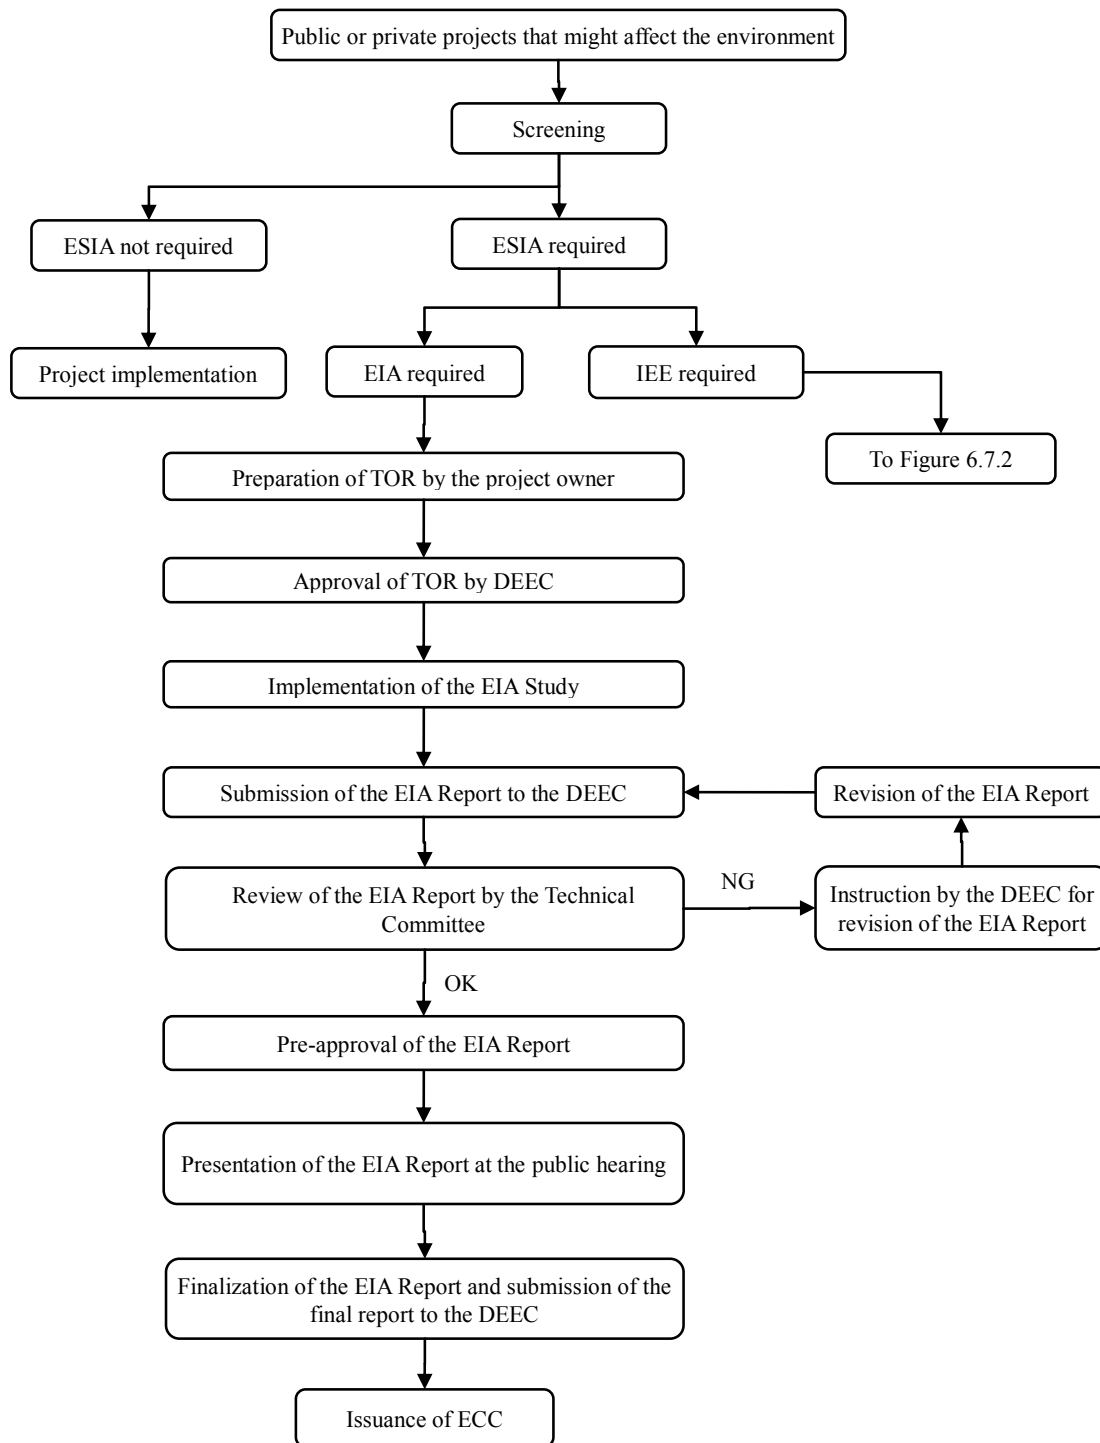 Public or private projects that might affect the environment
Screening
ESIA not required
ESIA required
Project implementation
EIA required
IEE required
To Figure 6.7.2
Preparation of TOR by the project owner
Approval of TOR by DEEC
Implementation of the EIA Study
Submission of the EIA Report to the DEEC
Revision of the EIA Report
Review of the EIA Report by the Technical
Committee
NG
Instruction by the DEEC for
revision of the EIA Report
OK
Pre-approval of the EIA Report
Presentation of the EIA Report at the public hearing
Finalization of the EIA Report and submission of the
final report to the DEEC
Issuance of ECC